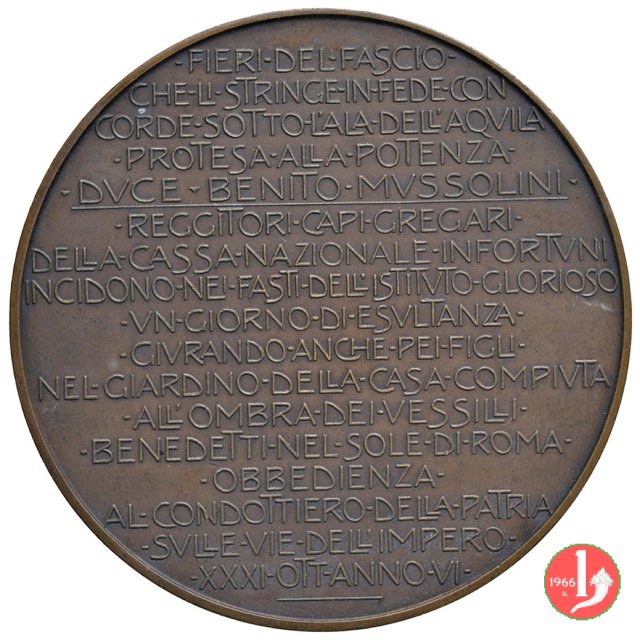 ·FIERI·DEL·FASCIO·
CHE·LI·STRINGE·IN·FEDE·CON
CORDE·SOTTO·L'ALA·DELL'AQVILA
·PROTESA·ALLA·POTENZA·
·DVCE·BENITO·MVSSOLINI·
·REGGITORI·CAPI·GREGARI·
DELLA·CASSA·NAZIONALE·INFORTVNI
INCIDONO·NEI·FASTI·DELL'ISTITVTO·GLORIOSO
·VN·GIORNO·DI·ESVLTANZA·
·GIVRANDO·ANCHE·PEI·FIGLI·
NEL·GIARDINO·DELLA·CASA·COMPIVTA
·ALL'OMBRA·DEI·VESSILLI·
·BENEDETTI·NEL·SOLE·DI·ROMA·
·OBBEDIENZA·
AL·CONDOTTIERO·DELLA·PATRIA
·SVLLE·VIE·DELL'IMPERO·
·XXXI·OTT·ANNO·VI·
1966
R.